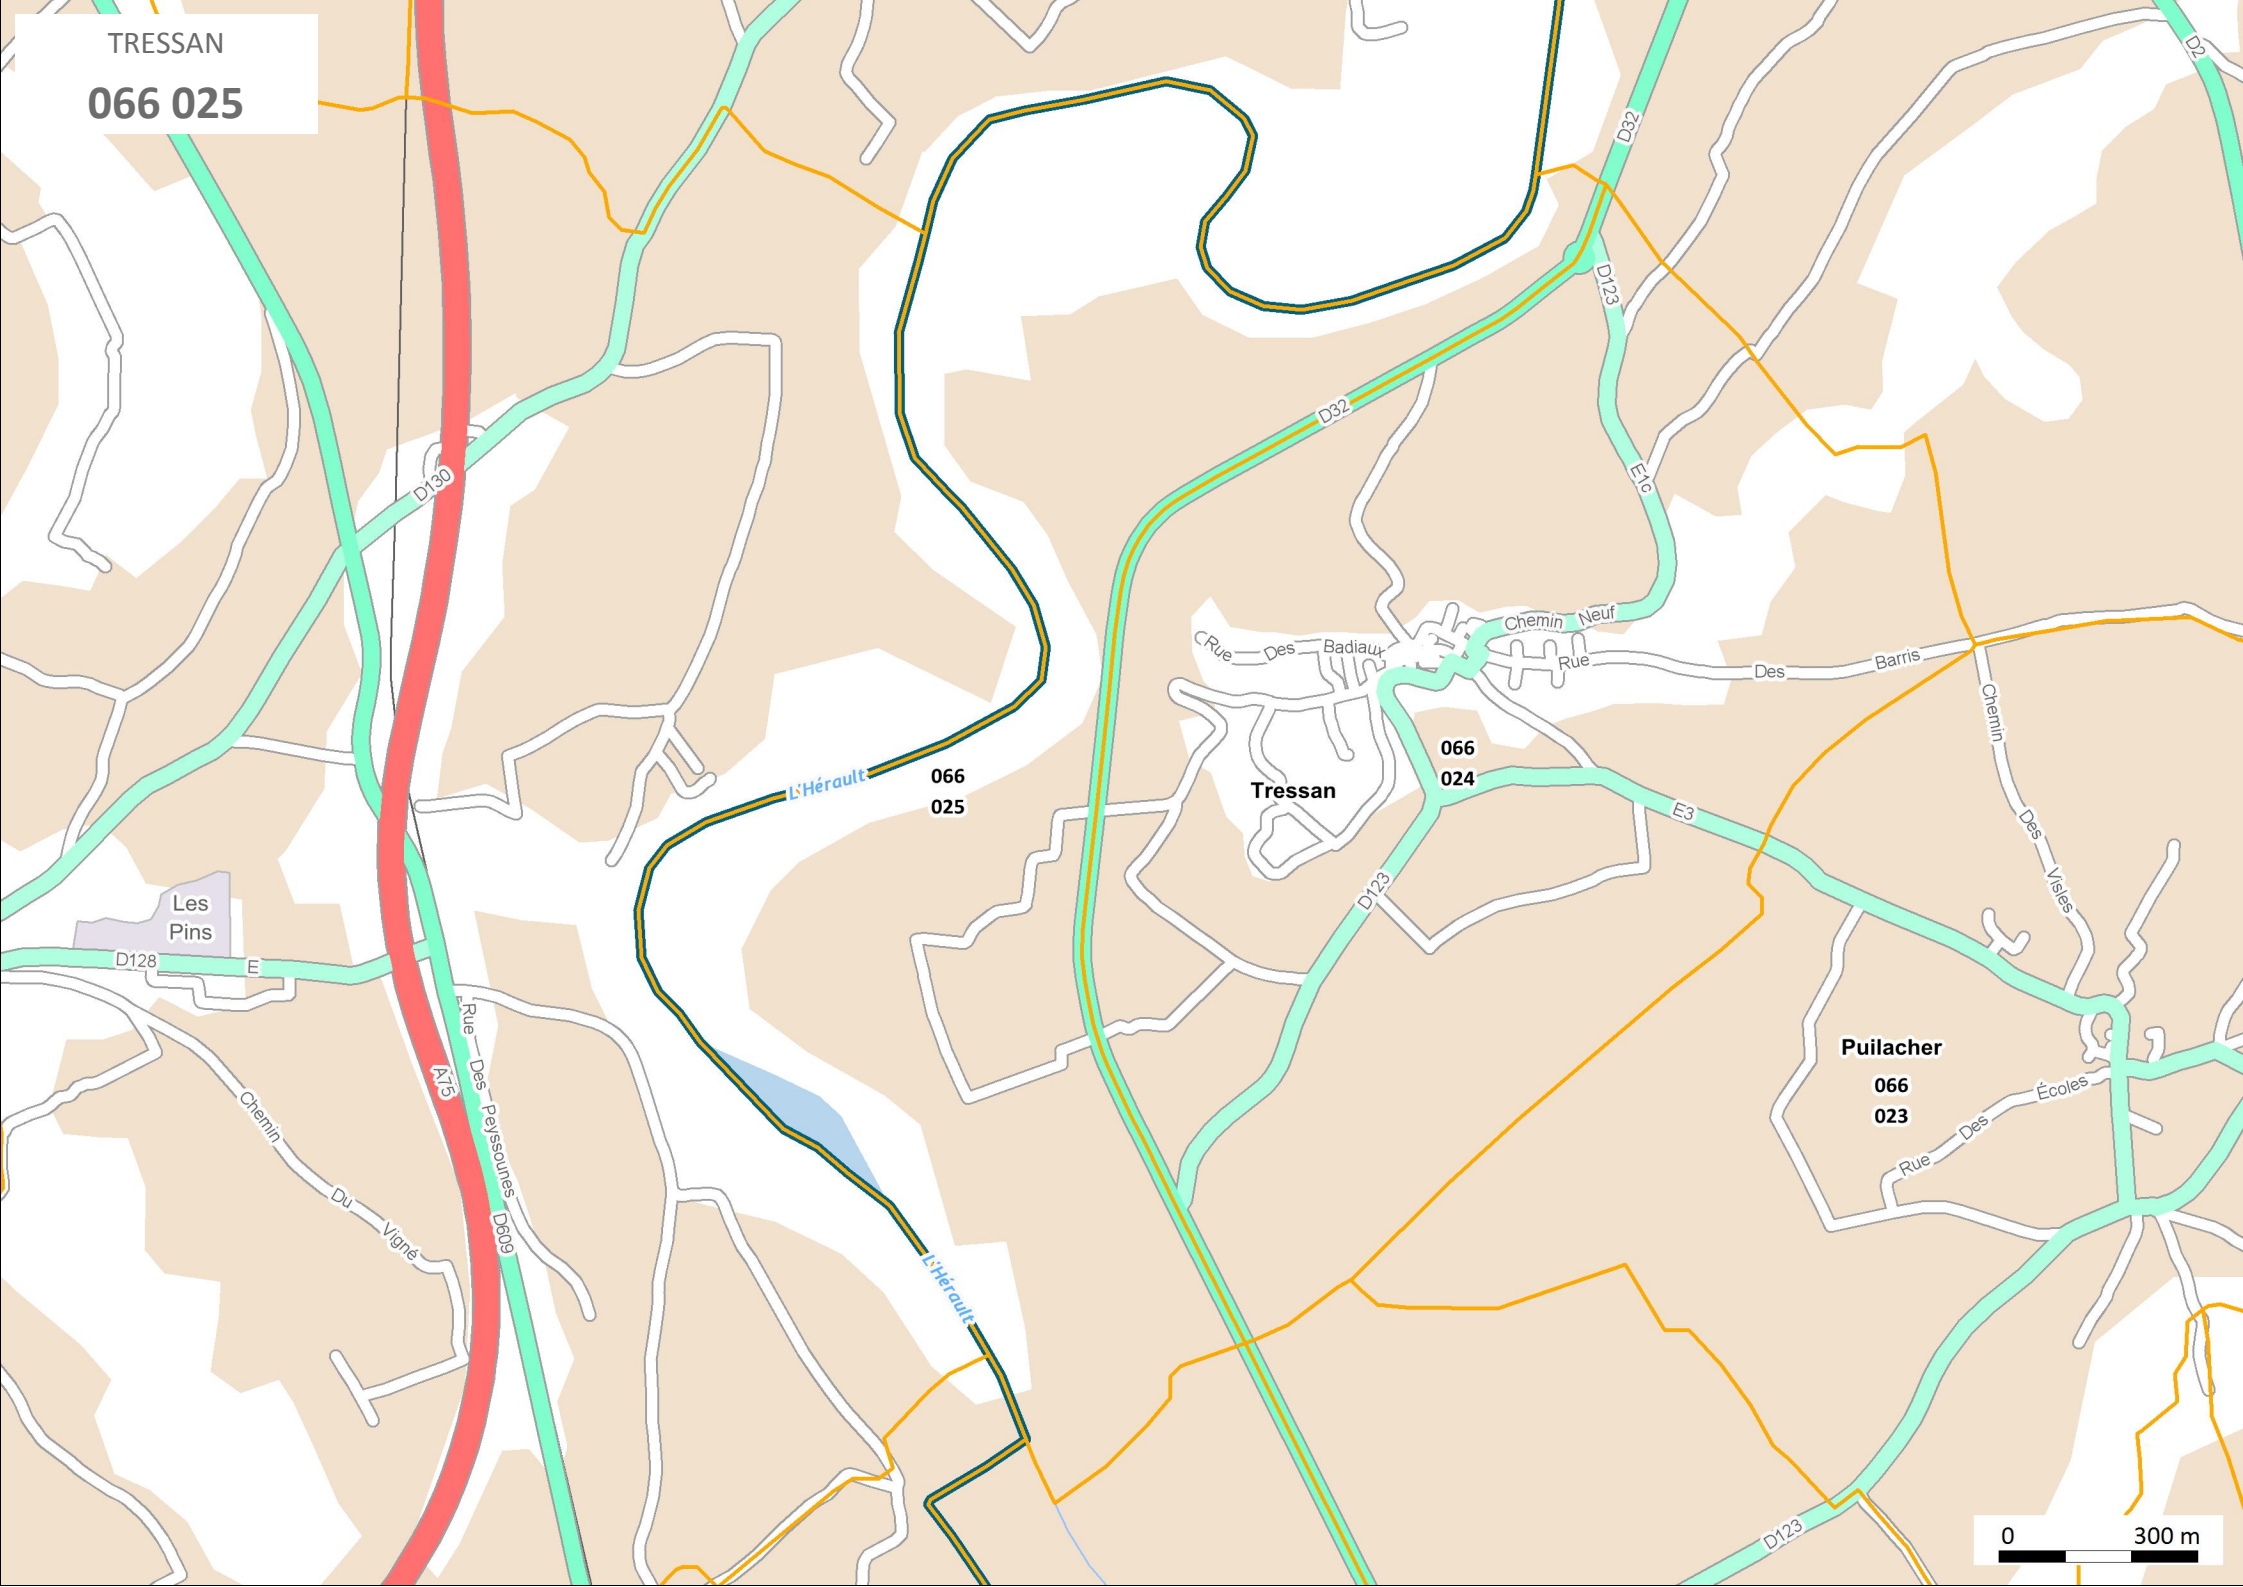 TRESSAN
066 025
D2
D32
D123
D32
D130
E1c
Chemin Neuf
Rue Des Badiaux
Rue Des Barris
Chemin Des Visles
066
024
066
025
L'Hérault
Tressan
E3
D123
Les
Pins
D128 E
Rue Des Peyssounes
A75
Chemin Du Vigné
D609
Puilacher
066
023
Rue Des Écoles
L'Hérault
D123
0 300 m